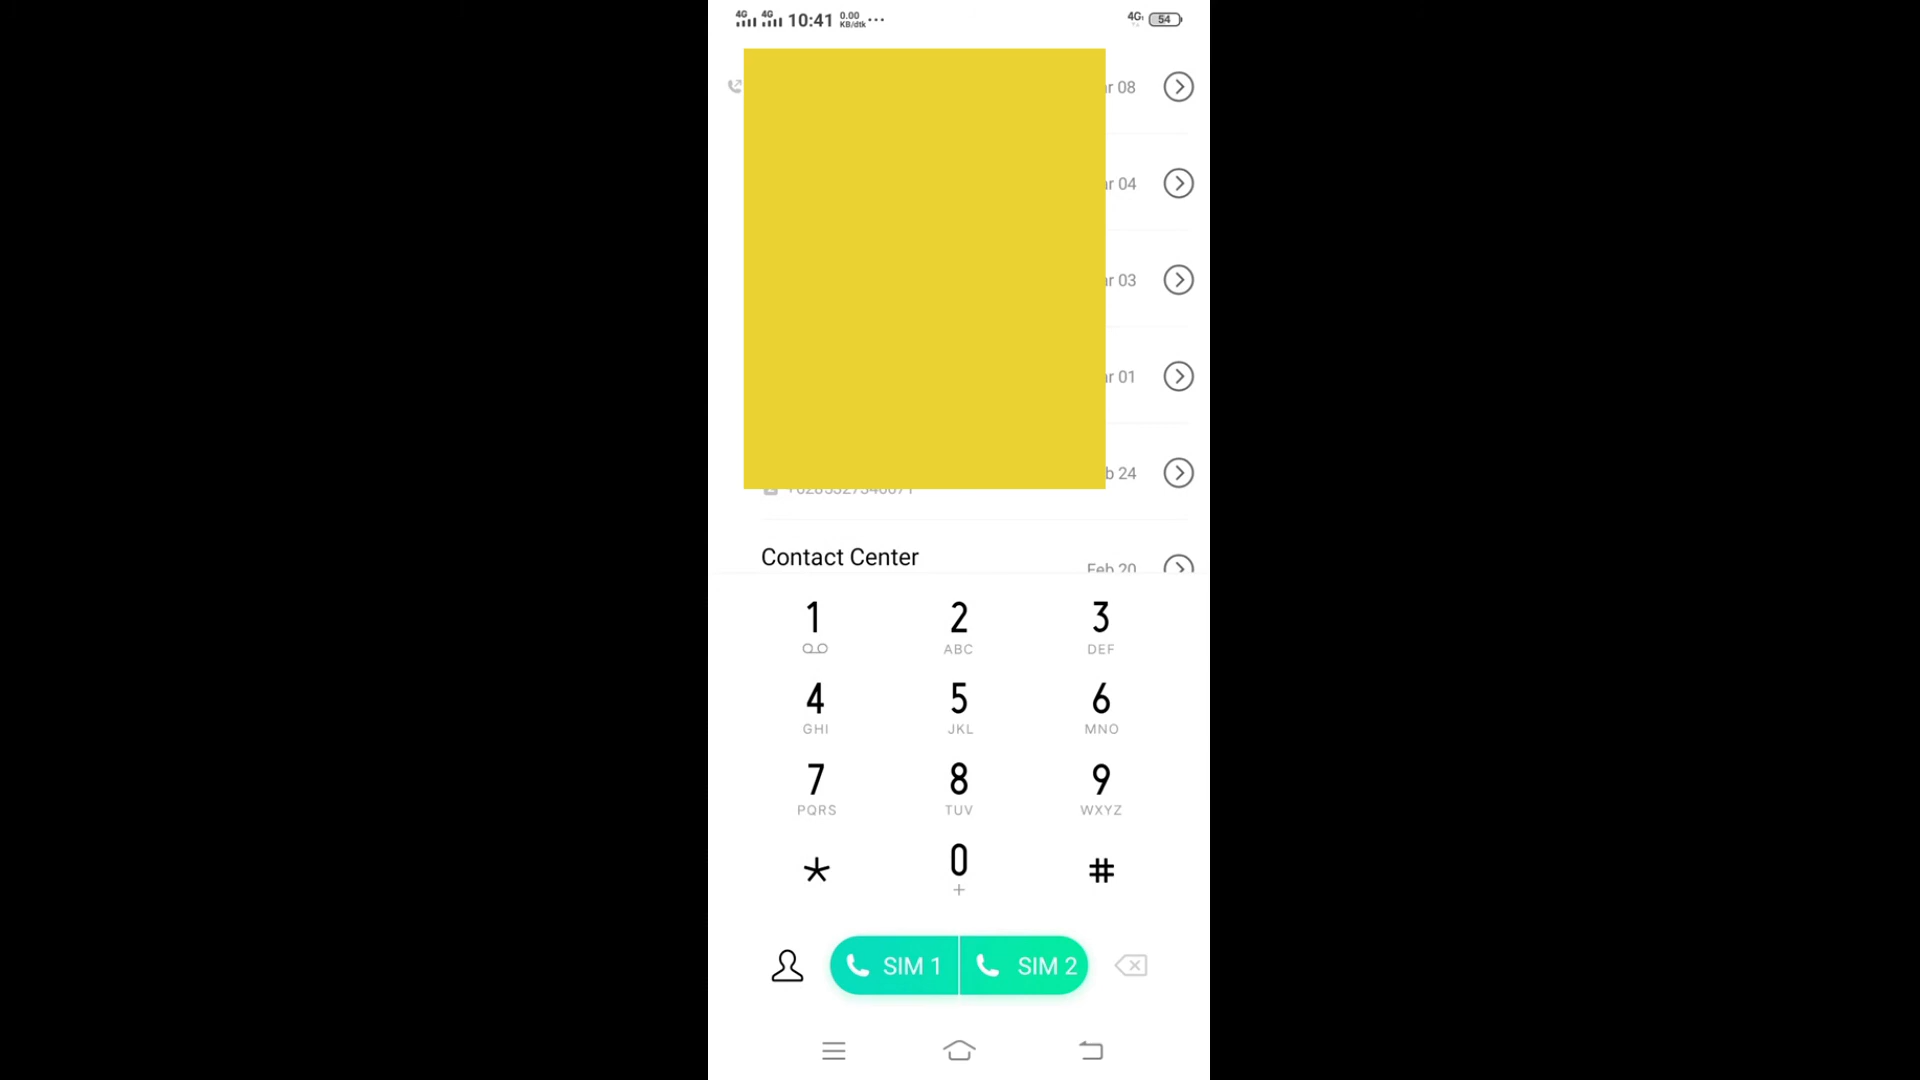 4G 4G 10:41 0.00 KB/dtk ... 4G 54
r 08
r 04
r 03
r 01
b 24
Contact Center
Feb 20
1 2 3
ABC DEF
4 5 6
GHI JKL MNO
7 8 9
PQRS TUV WXYZ
* 0 #
+
SIM 1 SIM 2